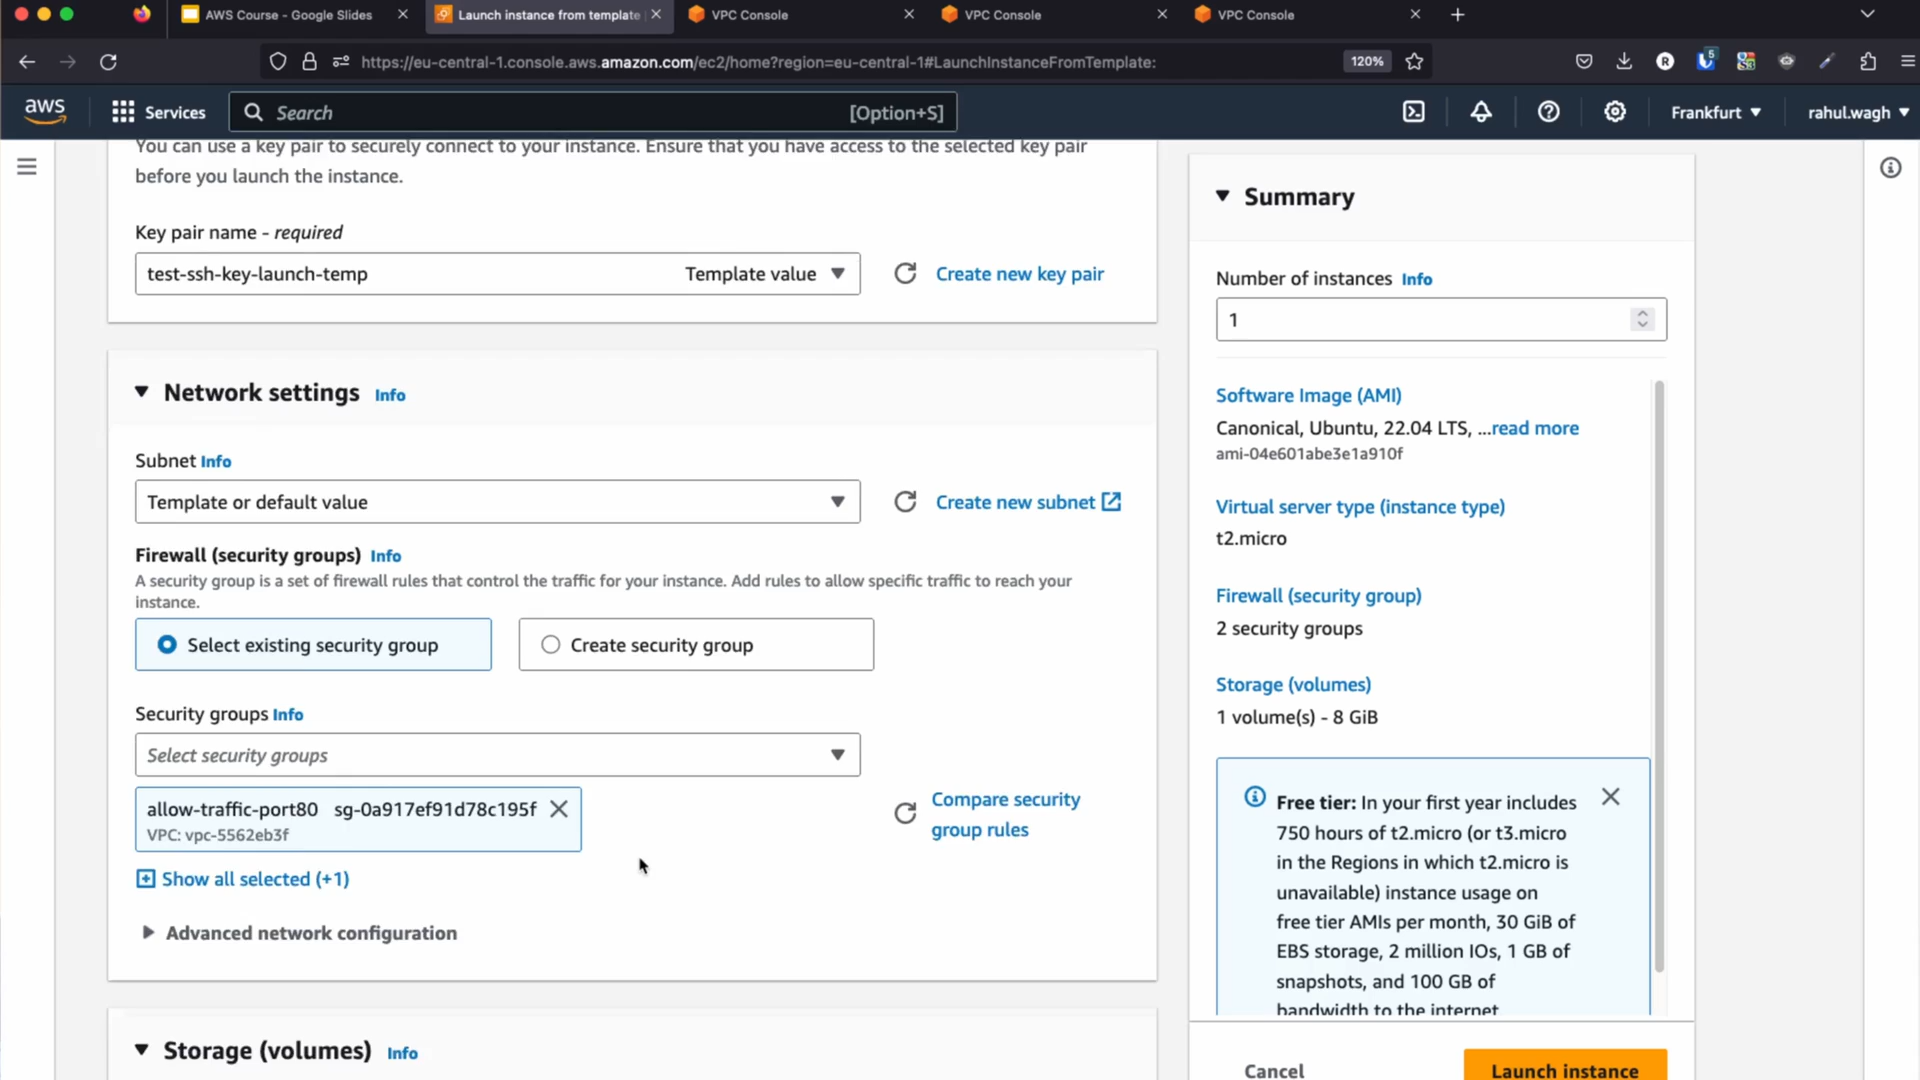 AWS Course - Google Slides
Launch instance from template
VPC Console
VPC Console
VPC Console
https://eu-central-1.console.aws.amazon.com/ec2/home?region=eu-central-1#LaunchInstanceFromTemplate:
120%
R
5
aws
Services
Search
[Option+S]
Frankfurt
rahul.wagh
You can use a key pair to securely connect to your instance. Ensure that you have access to the selected key pair
before you launch the instance.
Key pair name - required
test-ssh-key-launch-temp
Template value
Create new key pair
Network settings Info
Subnet Info
Template or default value
Create new subnet
Firewall (security groups) Info
A security group is a set of firewall rules that control the traffic for your instance. Add rules to allow specific traffic to reach your
instance.
Select existing security group
Create security group
Security groups Info
Select security groups
allow-traffic-port80 sg-0a917ef91d78c195f
VPC: vpc-5562eb3f
Compare security
group rules
Show all selected (+1)
Advanced network configuration
Storage (volumes) Info
Summary
Number of instances Info
1
Software Image (AMI)
Canonical, Ubuntu, 22.04 LTS, ...read more
ami-04e601abe3e1a910f
Virtual server type (instance type)
t2.micro
Firewall (security group)
2 security groups
Storage (volumes)
1 volume(s) - 8 GiB
Free tier: In your first year includes
750 hours of t2.micro (or t3.micro
in the Regions in which t2.micro is
unavailable) instance usage on
free tier AMIs per month, 30 GiB of
EBS storage, 2 million IOs, 1 GB of
snapshots, and 100 GB of
bandwidth to the internet
Cancel
Launch instance